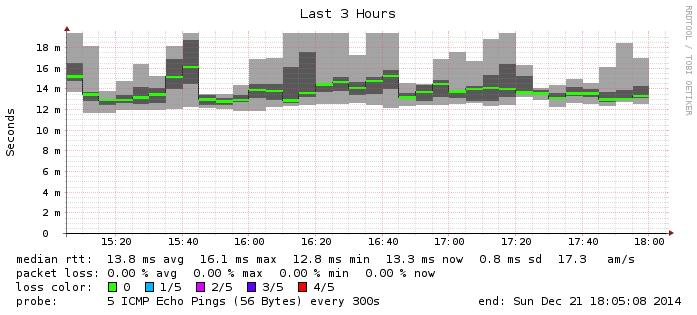 Last 3 Hours
RRDTOOL / TOBI OETIKER
Seconds
18 m
16 m
14 m
12 m
10 m
8 m
6 m
4 m
2 m
0
15:20 15:40 16:00 16:20 16:40 17:00 17:20 17:40 18:00
median rtt: 13.8 ms avg 16.1 ms max 12.8 ms min 13.3 ms now 0.8 ms sd 17.3 am/s
packet loss: 0.00 % avg 0.00 % max 0.00 % min 0.00 % now
loss color: 0 1/5 2/5 3/5 4/5
probe: 5 ICMP Echo Pings (56 Bytes) every 300s end: Sun Dec 21 18:05:08 2014